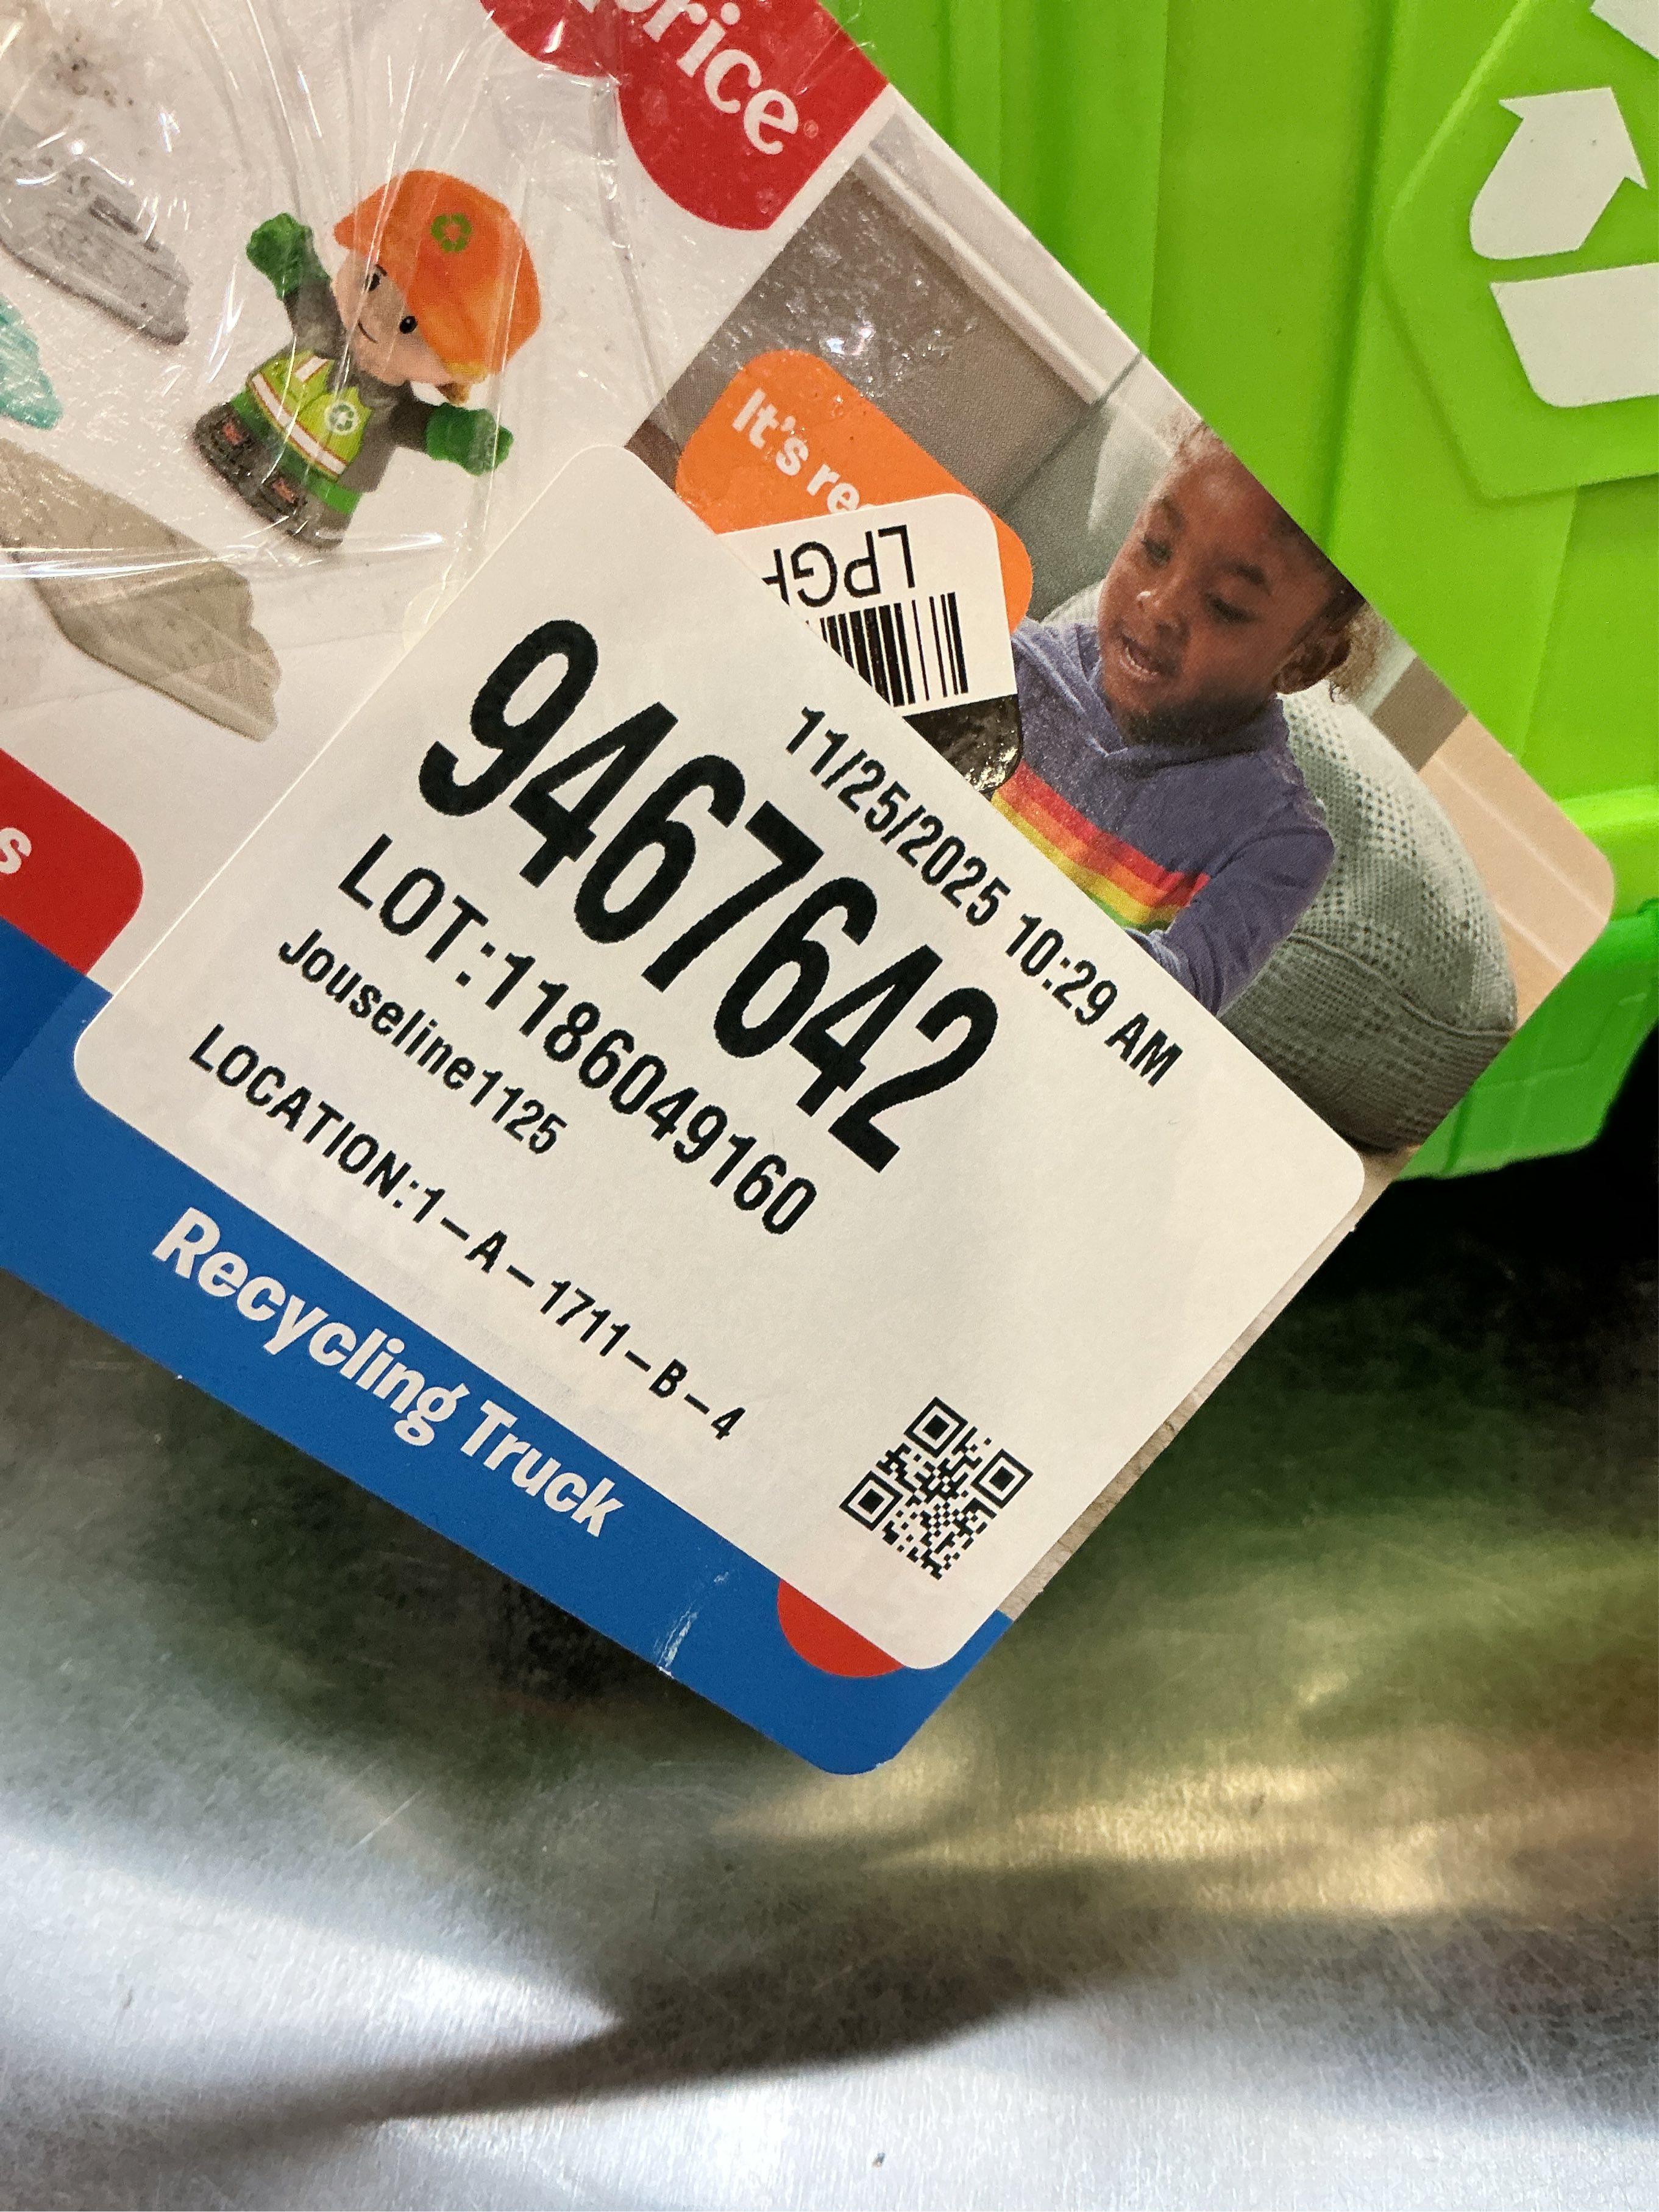 price®
It's re
LPGH
11/25/2025 10:29 AM
9467642
LOT:1186049160
Jouseline1125
LOCATION:1-A-1711-B-4
s
Recycling Truck